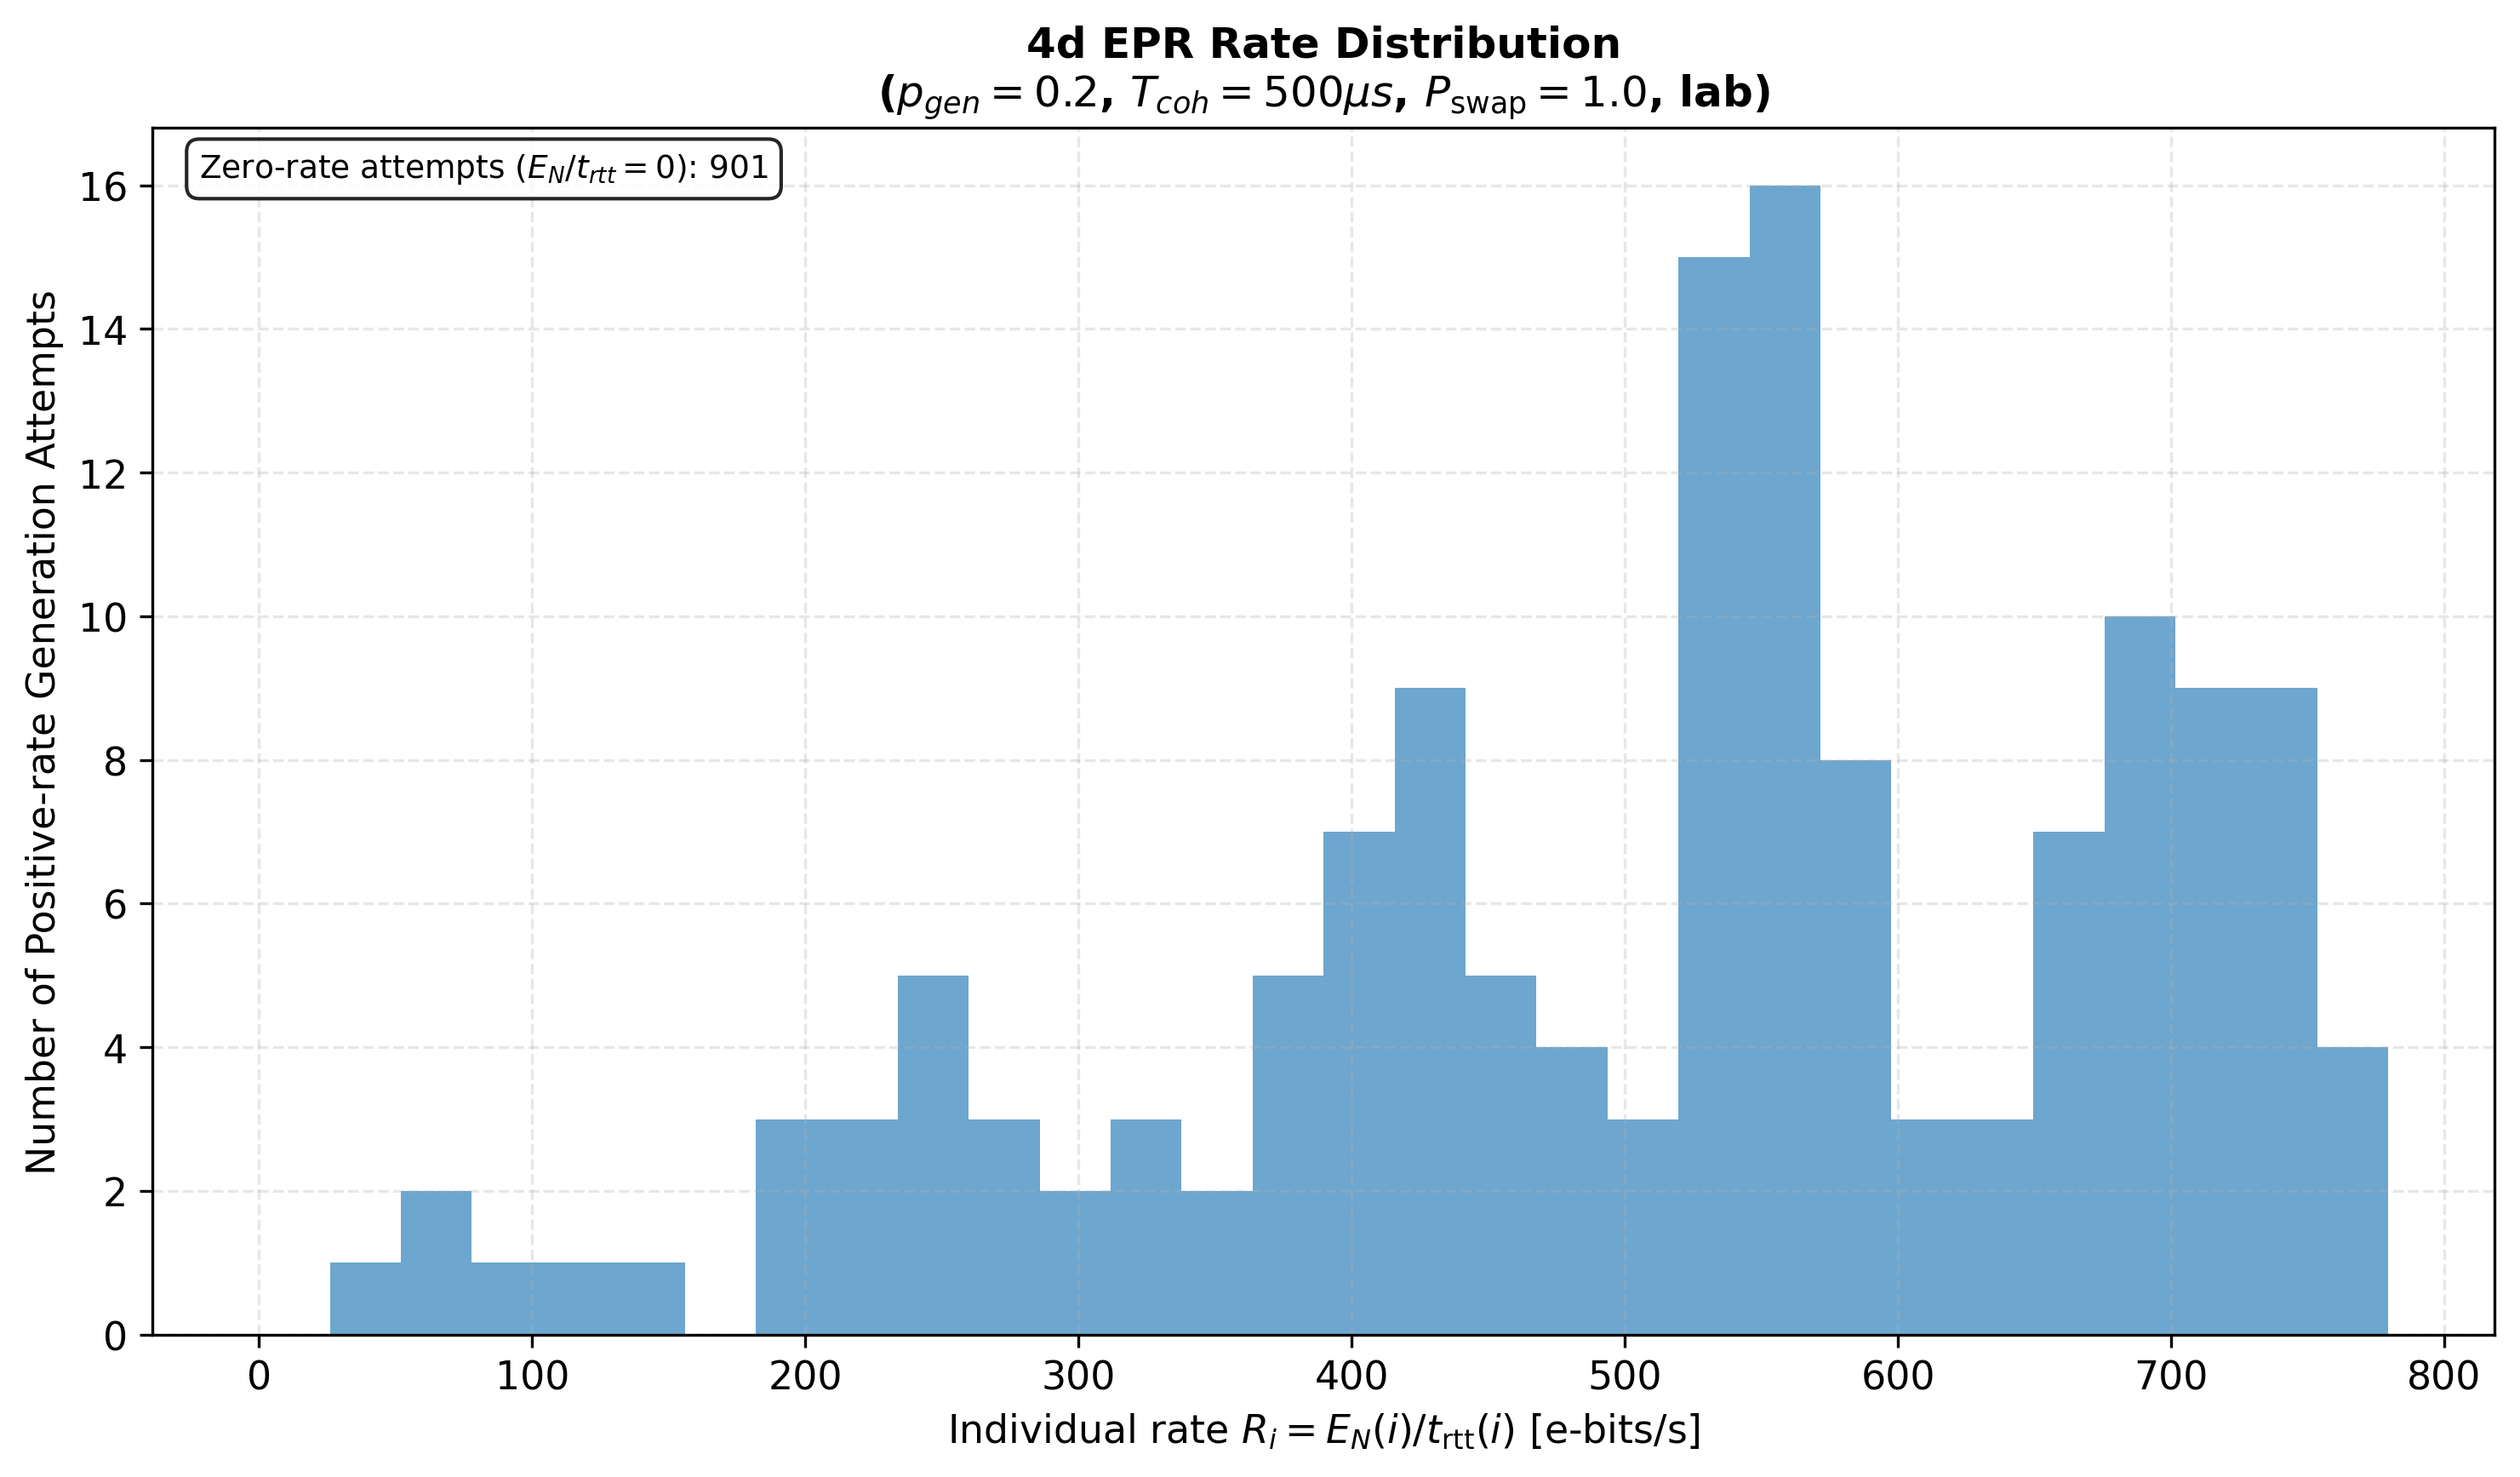 4d EPR Rate Distribution
(p_gen = 0.2, T_coh = 500μs, P_swap = 1.0, lab)
Zero-rate attempts (E_N/t_rtt = 0): 901
Number of Positive-rate Generation Attempts
16
14
12
10
8
6
4
2
0
0 100 200 300 400 500 600 700 800
Individual rate R_i = E_N(i)/t_rtt(i) [e-bits/s]